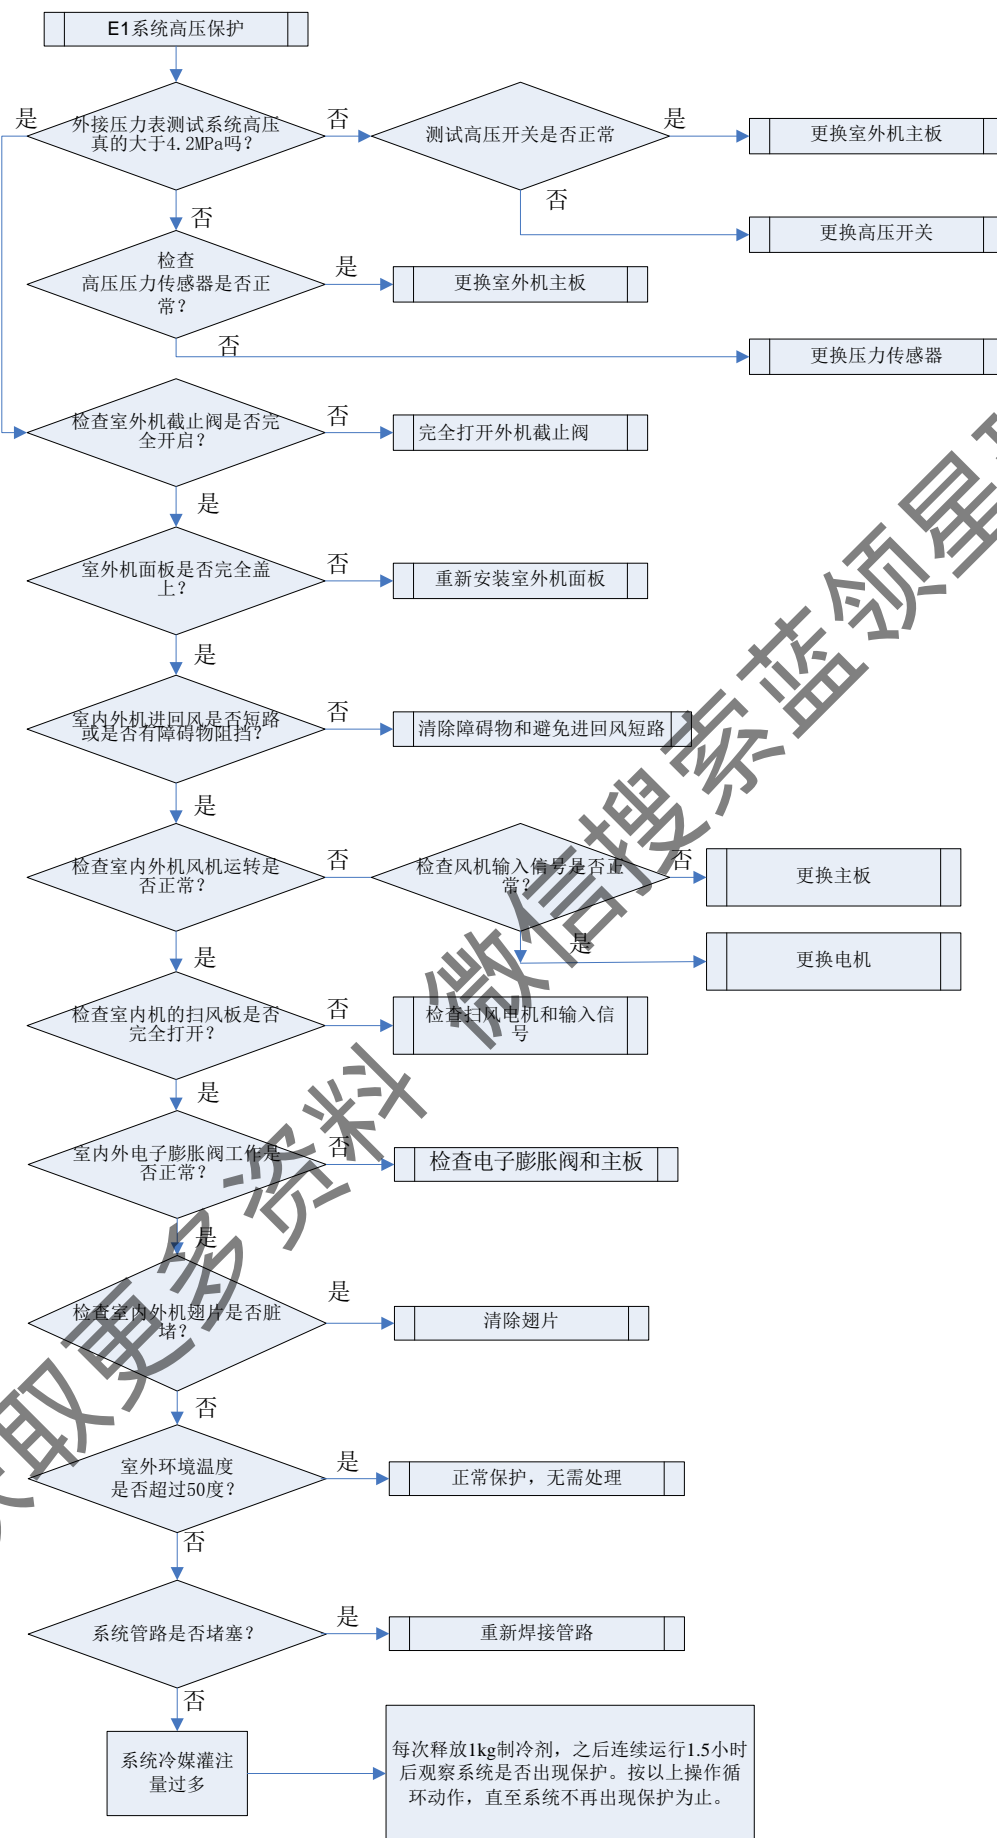 E1系统高压保护
是
外接压力表测试系统高压
真的大于4.2MPa吗?
否
测试高压开关是否正常
是
更换室外机主板
否
否
更换高压开关
检查
高压压力传感器是否正
常?
是
更换室外机主板
否
更换压力传感器
检查室外机截止阀是否完
全开启?
否
完全打开外机截止阀
是
室外机面板是否完全盖
上?
否
重新安装室外机面板
是
室内外机进回风是否短路
或是否有障碍物阻挡?
否
清除障碍物和避免进回风短路
是
检查室内外机风机运转是
否正常?
否
检查风机输入信号是否正
常?
否
更换主板
是
更换电机
是
检查室内机的扫风板是否
完全打开?
否
检查扫风电机和输入信
号
是
室内外电子膨胀阀工作是
否正常?
否
检查电子膨胀阀和主板
是
检查室内外机翅片是否脏
堵?
是
清除翅片
否
室外环境温度
是否超过50度?
是
正常保护，无需处理
否
系统管路是否堵塞?
是
重新焊接管路
否
系统冷媒灌注
量过多
每次释放1kg制冷剂，之后连续运行1.5小时
后观察系统是否出现保护。按以上操作循
环动作，直至系统不再出现保护为止。
取更多资料 微信搜索蓝领星